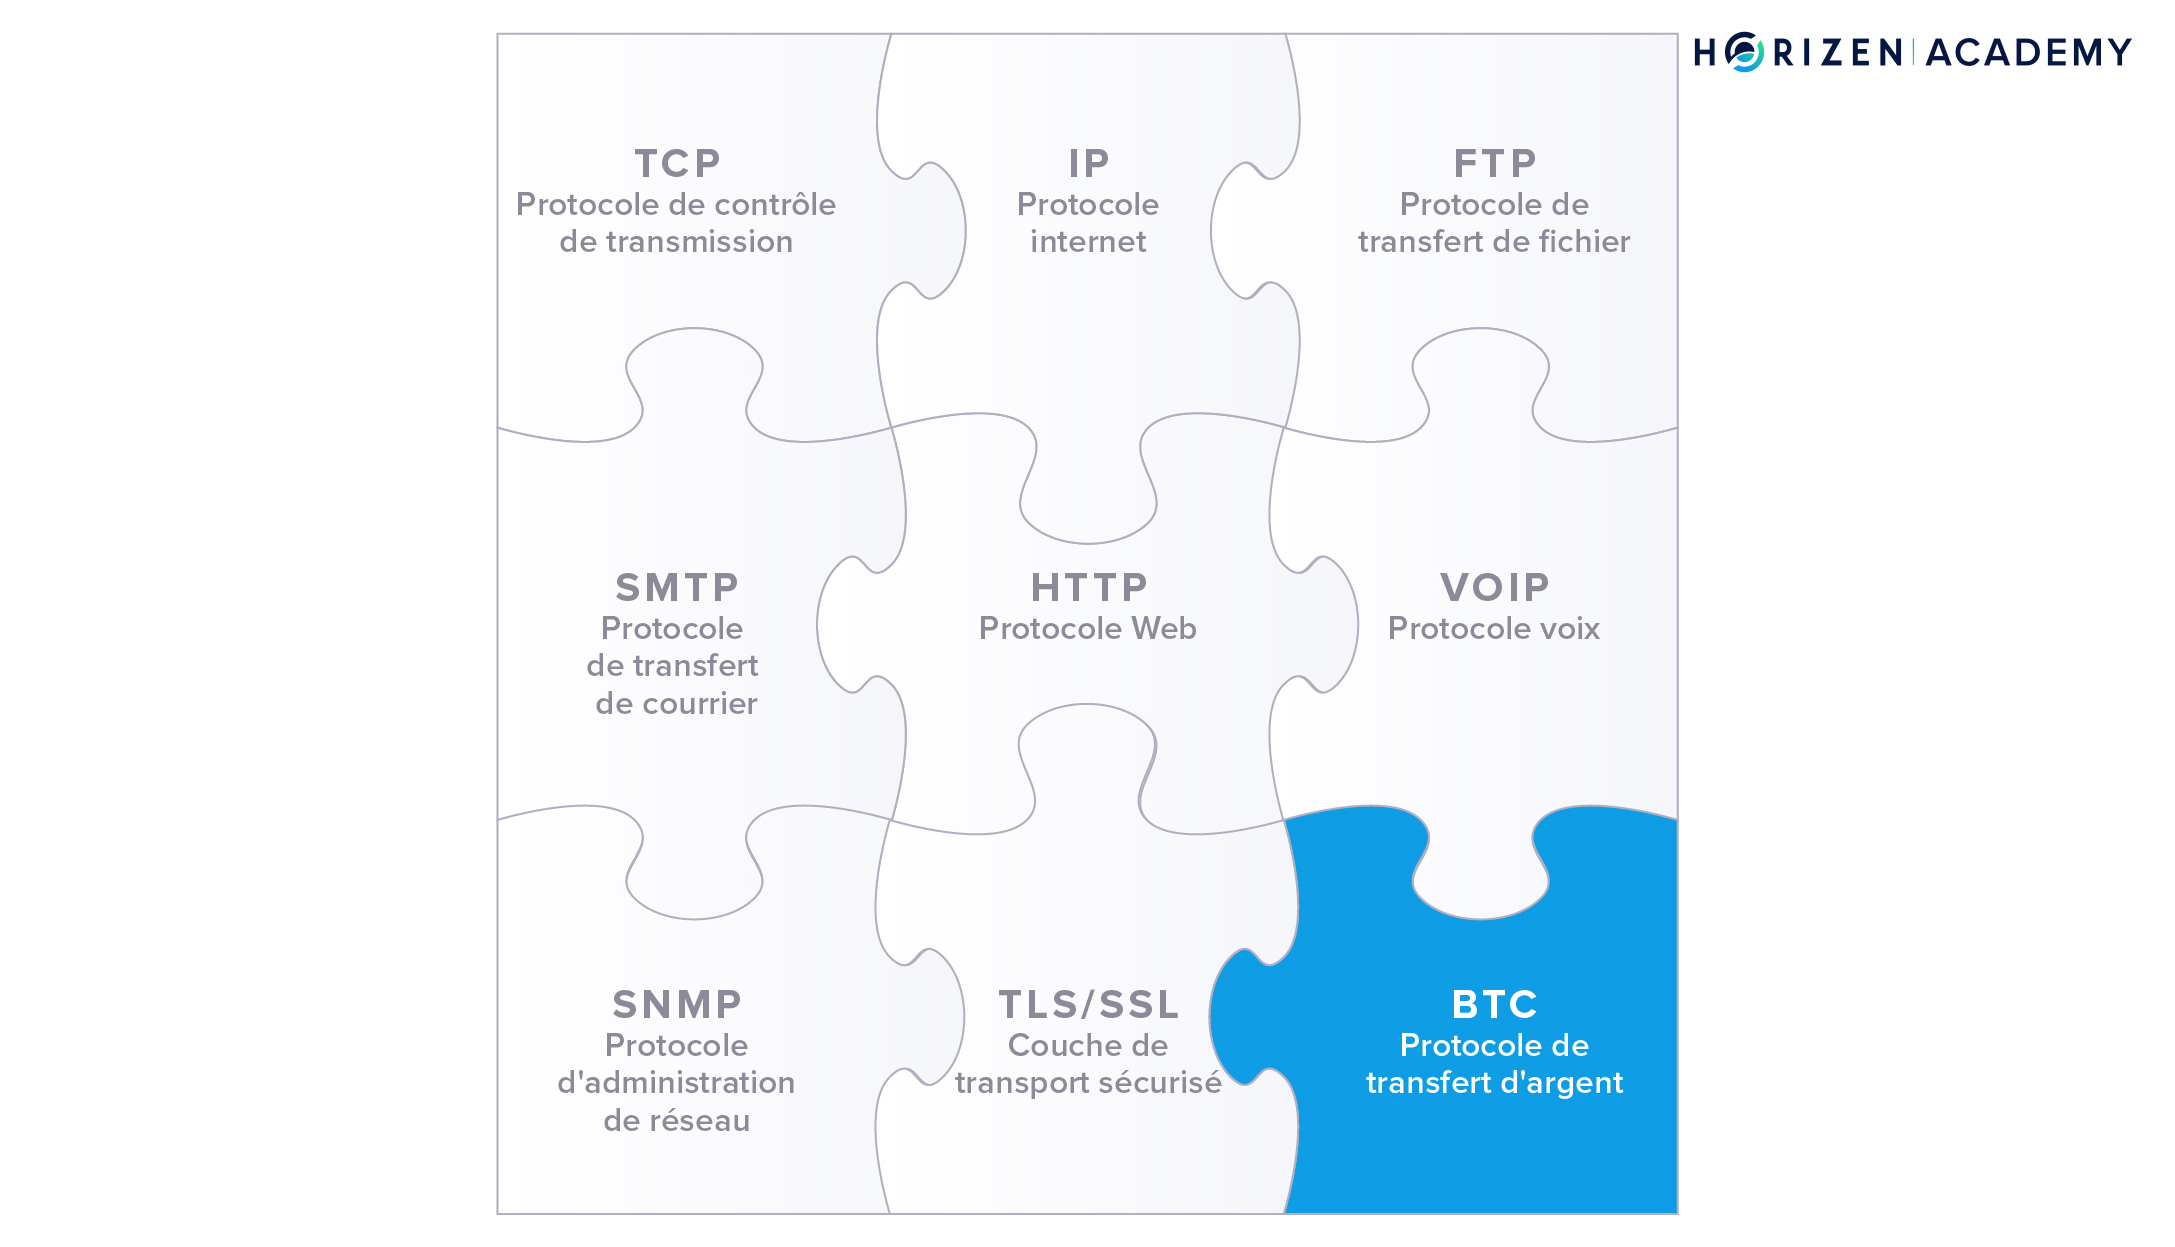 HORIZEN ACADEMY
TCP
Protocole de contrôle
de transmission
IP
Protocole
internet
FTP
Protocole de
transfert de fichier
SMTP
Protocole
de transfert
de courrier
HTTP
Protocole Web
VOIP
Protocole voix
SNMP
Protocole
d'administration
de réseau
TLS/SSL
Couche de
transport sécurisé
BTC
Protocole de
transfert d'argent